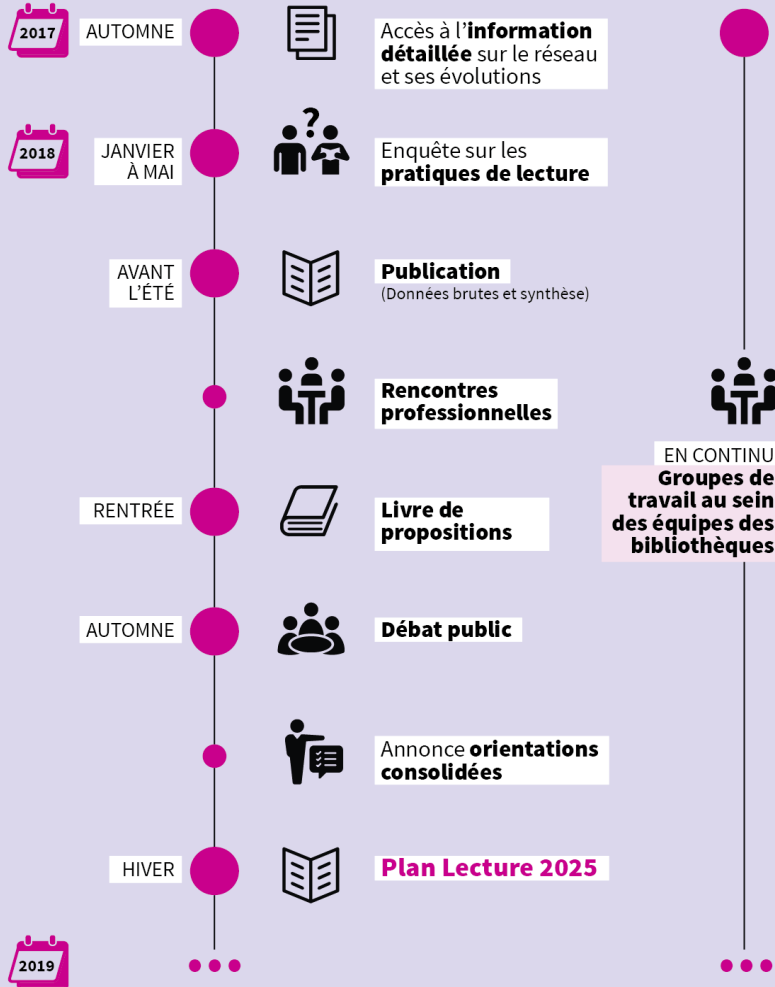 2017
AUTOMNE
Accès à l'information
détaillée sur le réseau
et ses évolutions
2018
JANVIER
À MAI
?
Enquête sur les
pratiques de lecture
AVANT
L'ÉTÉ
Publication
(Données brutes et synthèse)
Rencontres
professionnelles
EN CONTINU
Groupes de
travail au sein
des équipes des
bibliothèques
RENTRÉE
Livre de
propositions
AUTOMNE
Débat public
Annonce orientations
consolidées
HIVER
Plan Lecture 2025
2019